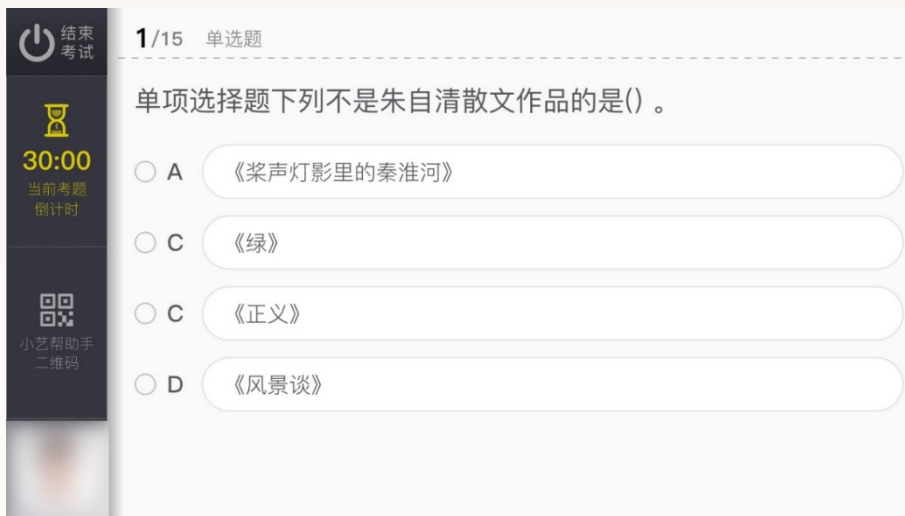 结束
考试
30:00
当前考题
倒计时
小艺帮助手
二维码
1/15 单选题
单项选择题下列不是朱自清散文作品的是() 。
A 《桨声灯影里的秦淮河》
C 《绿》
C 《正义》
D 《风景谈》